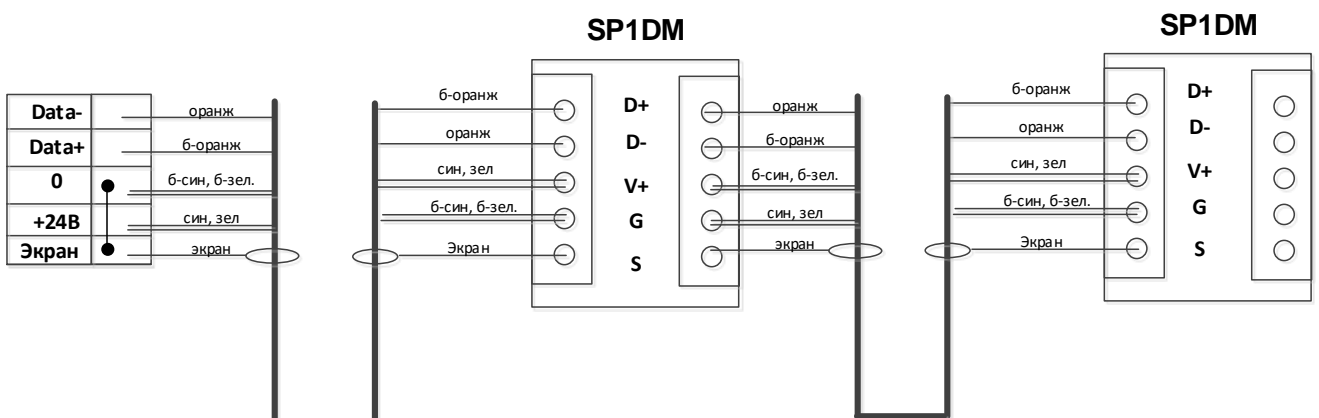 SP1DM
SP1DM
Data-
оранж
Data+
б-оранж
0
б-син, б-зел.
+24В
син, зел
Экран
экран
б-оранж
оранж
син, зел
б-син, б-зел.
Экран
D+
D-
V+
G
S
оранж
б-оранж
б-син, б-зел.
син, зел
экран
б-оранж
оранж
син, зел
б-син, б-зел.
Экран
D+
D-
V+
G
S